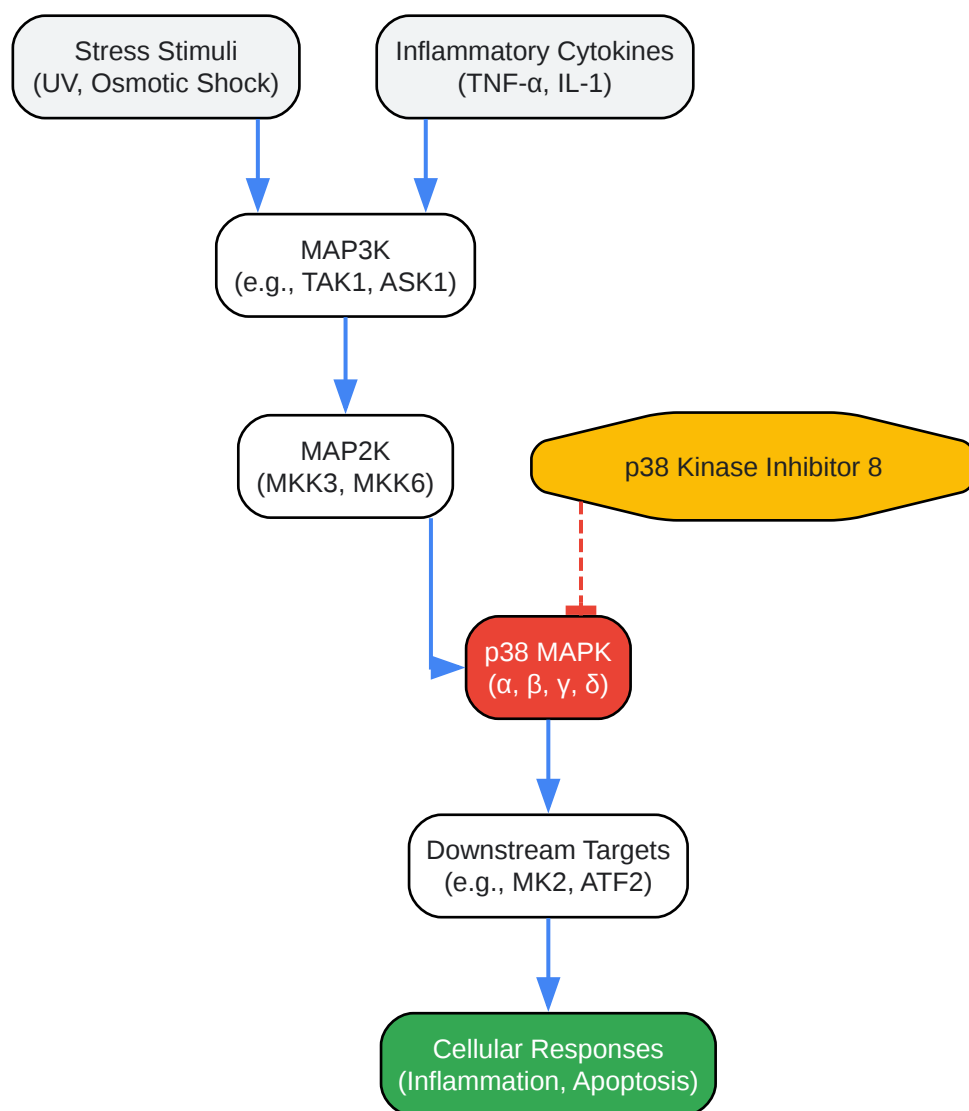 Stress Stimuli
(UV, Osmotic Shock)
Inflammatory Cytokines
(TNF-α, IL-1)
MAP3K
(e.g., TAK1, ASK1)
MAP2K
(MKK3, MKK6)
p38 Kinase Inhibitor 8
p38 MAPK
(α, β, γ, δ)
Downstream Targets
(e.g., MK2, ATF2)
Cellular Responses
(Inflammation, Apoptosis)